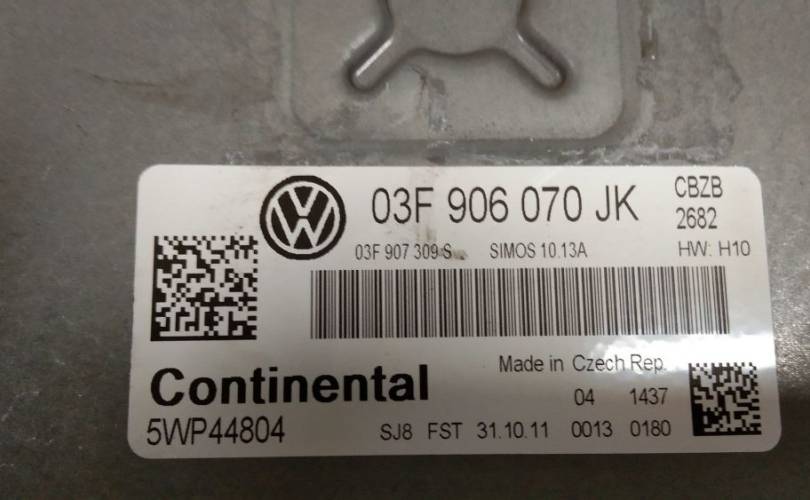 03F 906 070 JK
CBZB
2682
03F 907 309 S
SIMOS 10.13A
HW: H10
Made in Czech Rep.
04 1437
Continental
5WP44804
SJ8 FST 31.10.11 0013 0180